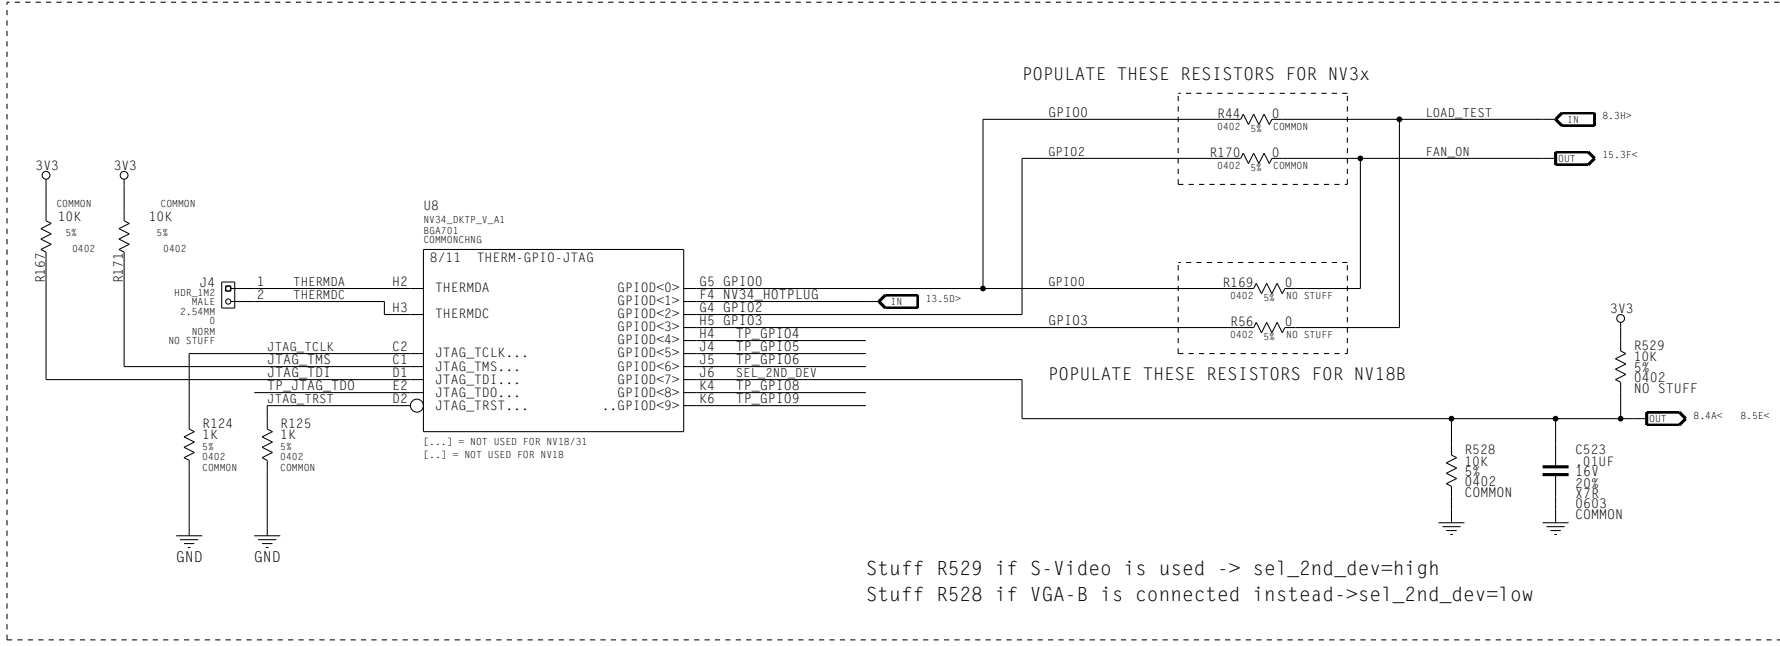 POPULATE THESE RESISTORS FOR NV3x
GPIO0 R44 0 LOAD_TEST IN 8.3H>
0402 5% COMMON
GPIO2 R170 0 FAN_ON OUT 15.3F<
0402 5% COMMON
3V3 3V3
COMMON COMMON
10K 10K
5% 5%
0402 0402
R167 R171
U8
NV34_DKTP_V_A1
BGA701
COMMONCHNG
8/11 THERM-GPIO-JTAG
J4
HDR_1M2
MALE
2.54MM
0
NORM
NO STUFF
1 THERMDA H2 THERMDA
2 THERMDC H3 THERMDC
JTAG_TCLK C2 JTAG_TCLK...
JTAG_TMS C1 JTAG_TMS...
JTAG_TDI D1 JTAG_TDI...
TP_JTAG_TDO E2 JTAG_TDO...
JTAG_TRST D2 JTAG_TRST...
GPIOD<0> G5 GPIO0
GPIOD<1> F4 NV34_HOTPLUG IN 13.5D>
GPIOD<2> G4 GPIO2
GPIOD<3> H5 GPIO3
GPIOD<4> H4 TP_GPIO4
GPIOD<5> J4 TP_GPIO5
GPIOD<6> J5 TP_GPIO6
GPIOD<7> J6 SEL_2ND_DEV
GPIOD<8> K4 TP_GPIO8
..GPIOD<9> K6 TP_GPIO9
[...] = NOT USED FOR NV18/31
[..] = NOT USED FOR NV18
GPIO0 R169 0
0402 5% NO STUFF
GPIO3 R56 0
0402 5% NO STUFF
POPULATE THESE RESISTORS FOR NV18B
R124
1K
5%
0402
COMMON
GND
R125
1K
5%
0402
COMMON
GND
3V3
R529
10K
5%
0402
NO STUFF
OUT 8.4A< 8.5E<
R528
10K
5%
0402
COMMON
C523
.01UF
16V
20%
X7R
0603
COMMON
Stuff R529 if S-Video is used -> sel_2nd_dev=high
Stuff R528 if VGA-B is connected instead->sel_2nd_dev=low